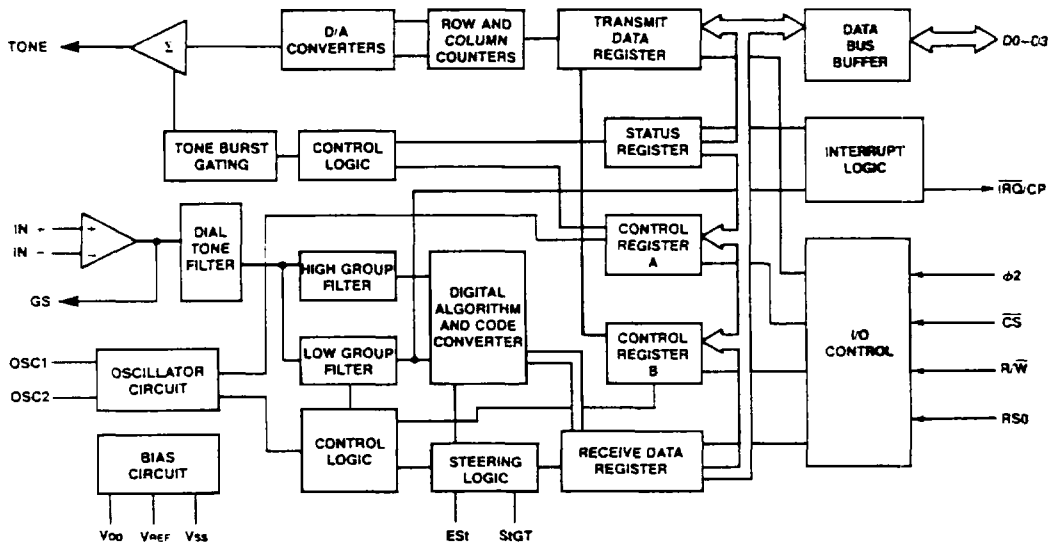 TONE
Σ
D/A
CONVERTERS
ROW AND
COLUMN
COUNTERS
TRANSMIT
DATA
REGISTER
DATA
BUS
BUFFER
D0–D3
TONE BURST
GATING
CONTROL
LOGIC
STATUS
REGISTER
INTERRUPT
LOGIC
IRQ/CP
IN +
IN –
+
–
GS
DIAL
TONE
FILTER
HIGH GROUP
FILTER
LOW GROUP
FILTER
DIGITAL
ALGORITHM
AND CODE
CONVERTER
CONTROL
REGISTER
A
CONTROL
REGISTER
B
I/O
CONTROL
φ2
CS
R/W
RS0
OSC1
OSC2
OSCILLATOR
CIRCUIT
BIAS
CIRCUIT
VDD VREF VSS
CONTROL
LOGIC
STEERING
LOGIC
RECEIVE DATA
REGISTER
ESt StGT